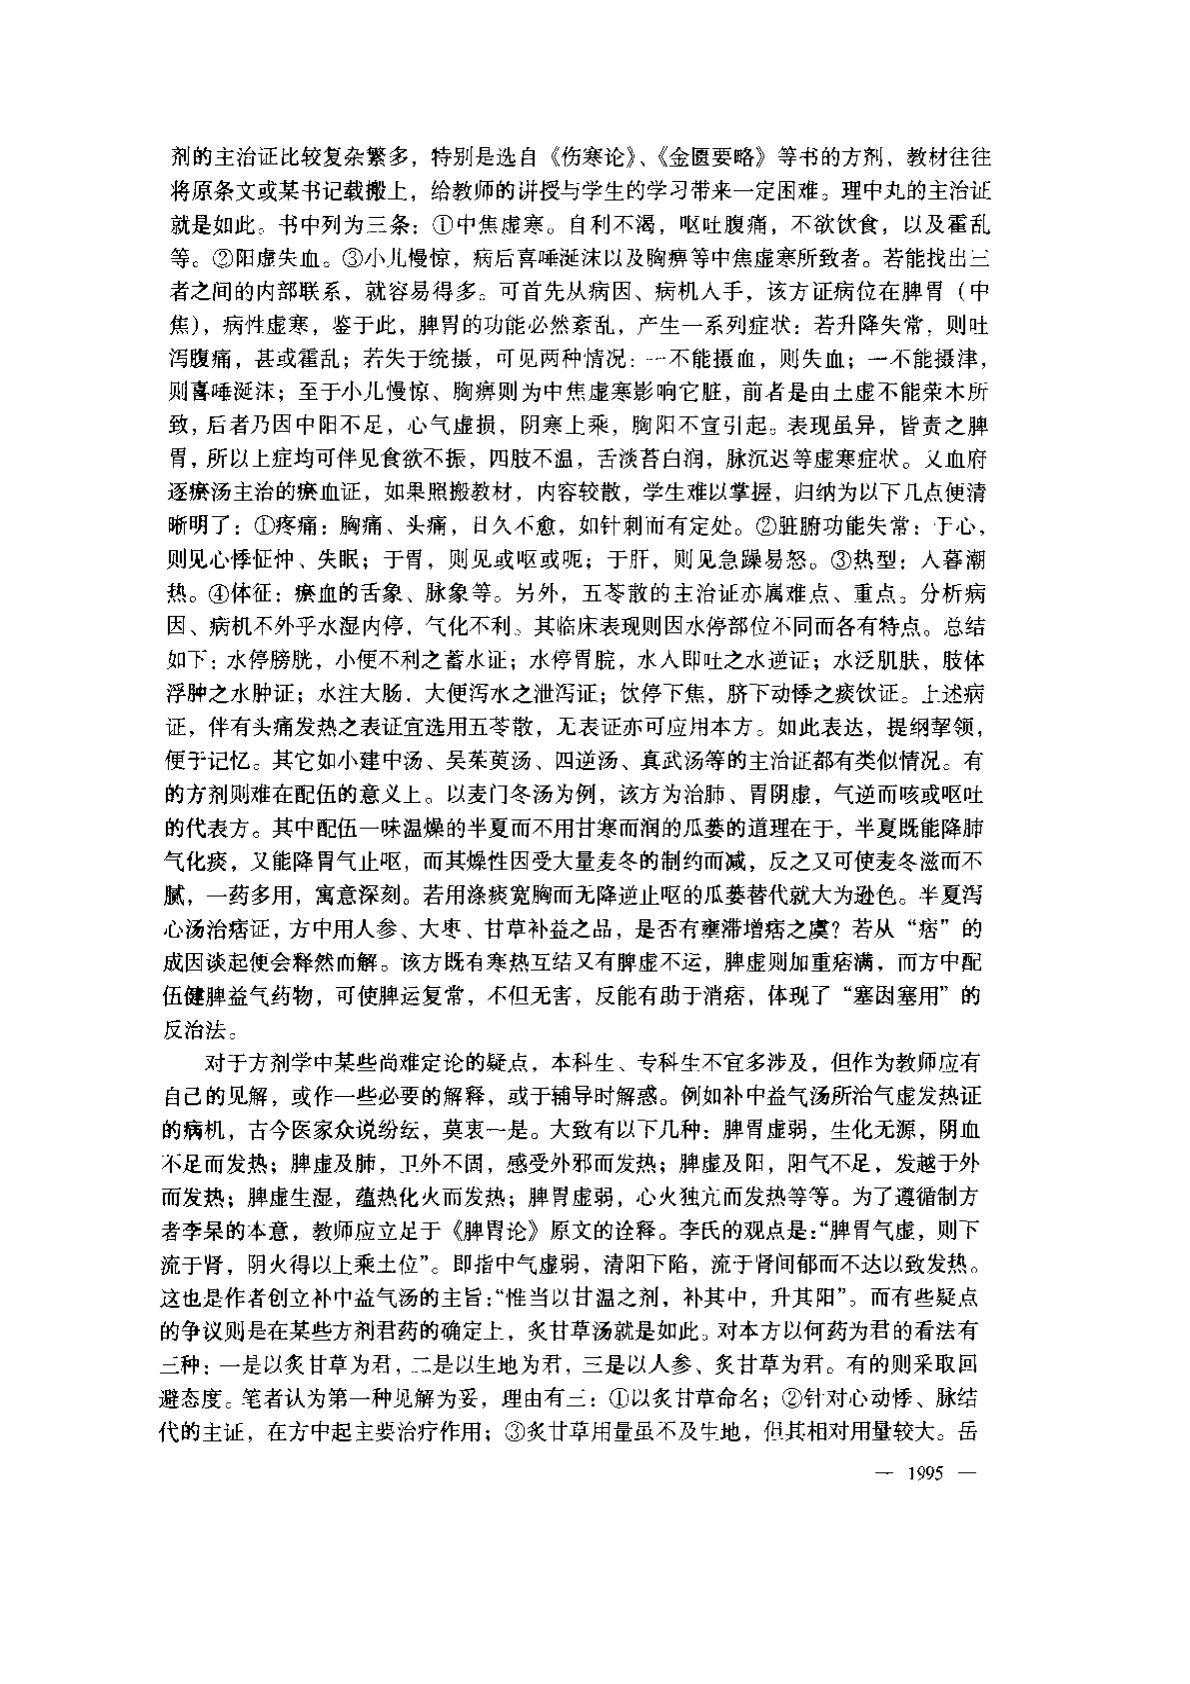 剂的主治证比较复杂繁多，特别是选自《伤寒论》、《金匮要略》等书的方剂，教材往往
将原条文或某书记载搬上，给教师的讲授与学生的学习带来一定困难。理中丸的主治证
就是如此。书中列为三条：①中焦虚寒。自利不渴，呕吐腹痛，不欲饮食，以及霍乱
等。②阳虚失血。③小儿慢惊，病后喜唾涎沫以及胸痹等中焦虚寒所致者。若能找出三
者之间的内部联系，就容易得多。可首先从病因、病机人手，该方证病位在脾胃（中
焦），病性虚寒，鉴于此，脾胃的功能必然紊乱，产生一系列症状：若升降失常，则吐
泻腹痛，甚或霍乱；若失于统摄，可见两种情况：一不能摄血，则失血；一不能摄津，
则喜唾涎沫；至于小儿慢惊、胸痹则为中焦虚寒影响它脏，前者是由土虚不能荣木所
致，后者乃因中阳不足，心气虚损，阴寒上乘，胸阳不宣引起。表现虽异，皆责之脾
胃，所以上症均可伴见食欲不振，四肢不温，舌淡苔白润，脉沉迟等虚寒症状。又血府
逐瘀汤主治的瘀血证，如果照搬教材，内容较散，学生难以掌握，归纳为以下几点便清
晰明了：①疼痛：胸痛、头痛，日久不愈，如针刺而有定处。②脏腑功能失常：于心，
则见心悸怔忡、失眠；于胃，则见或呕或呃；于肝，则见急躁易怒。③热型：人暮潮
热。④体征：瘀血的舌象、脉象等。另外，五苓散的主治证亦属难点、重点。分析病
因、病机不外乎水湿内停，气化不利。其临床表现则因水停部位不同而各有特点。总结
如下：水停膀胱，小便不利之蓄水证；水停胃脘，水人即吐之水逆证；水泛肌肤，肢体
浮肿之水肿证；水注大肠，大便泻水之泄泻证；饮停下焦，脐下动悸之痰饮证。上述病
证，伴有头痛发热之表证宜选用五苓散，无表证亦可应用本方。如此表达，提纲挈领，
便于记忆。其它如小建中汤、吴茱萸汤、四逆汤、真武汤等的主治证都有类似情况。有
的方剂则难在配伍的意义上。以麦门冬汤为例，该方为治肺、胃阴虚，气逆而咳或呕吐
的代表方。其中配伍一味温燥的半夏而不用甘寒而润的瓜蒌的道理在于，半夏既能降肺
气化痰，又能降胃气止呕，而其燥性因受大量麦冬的制约而减，反之又可使麦冬滋而不
腻，一药多用，寓意深刻。若用涤痰宽胸而无降逆止呕的瓜蒌替代就大为逊色。半夏泻
心汤治痞证，方中用人参、大枣、甘草补益之品，是否有壅滞增痞之虞？若从“痞”的
成因谈起便会释然而解。该方既有寒热互结又有脾虚不运，脾虚则加重痞满，而方中配
伍健脾益气药物，可使脾运复常，不但无害，反能有助于消痞，体现了“塞因塞用”的
反治法。
对于方剂学中某些尚难定论的疑点，本科生、专科生不宜多涉及，但作为教师应有
自己的见解，或作一些必要的解释，或于辅导时解惑。例如补中益气汤所治气虚发热证
的病机，古今医家众说纷纭，莫衷一是。大致有以下几种：脾胃虚弱，生化无源，阴血
不足而发热；脾虚及肺，卫外不固，感受外邪而发热；脾虚及阳，阳气不足，发越于外
而发热；脾虚生湿，蕴热化火而发热；脾胃虚弱，心火独亢而发热等等。为了遵循制方
者李杲的本意，教师应立足于《脾胃论》原文的诠释。李氏的观点是：“脾胃气虚，则下
流于肾，阴火得以上乘土位”。即指中气虚弱，清阳下陷，流于肾间郁而不达以致发热。
这也是作者创立补中益气汤的主旨：“惟当以甘温之剂，补其中，升其阳”。而有些疑点
的争议则是在某些方剂君药的确定上，炙甘草汤就是如此。对本方以何药为君的看法有
三种：一是以炙甘草为君，二是以生地为君，三是以人参、炙甘草为君。有的则采取回
避态度。笔者认为第一种见解为妥，理由有三：①以炙甘草命名；②针对心动悸、脉结
代的主证，在方中起主要治疗作用；③炙甘草用量虽不及生地，但其相对用量较大。岳
— 1995 —